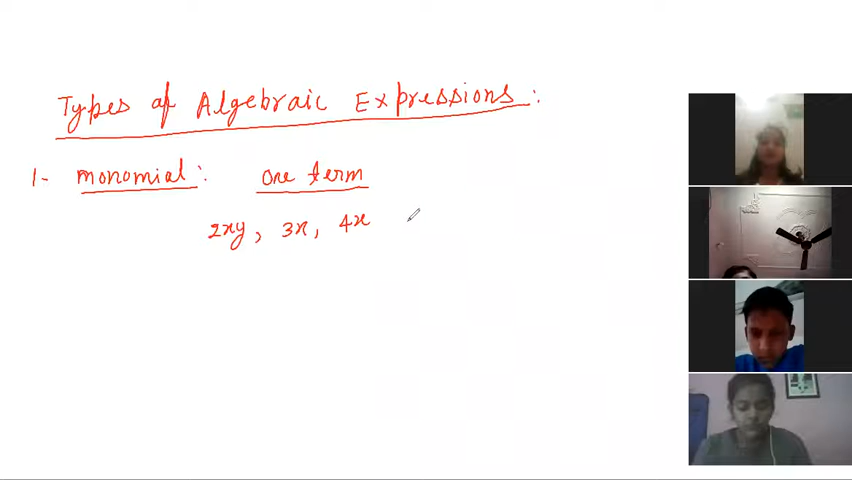 Types of Algebraic Expressions:
1- monomial: one term
2xy, 3x, 4x